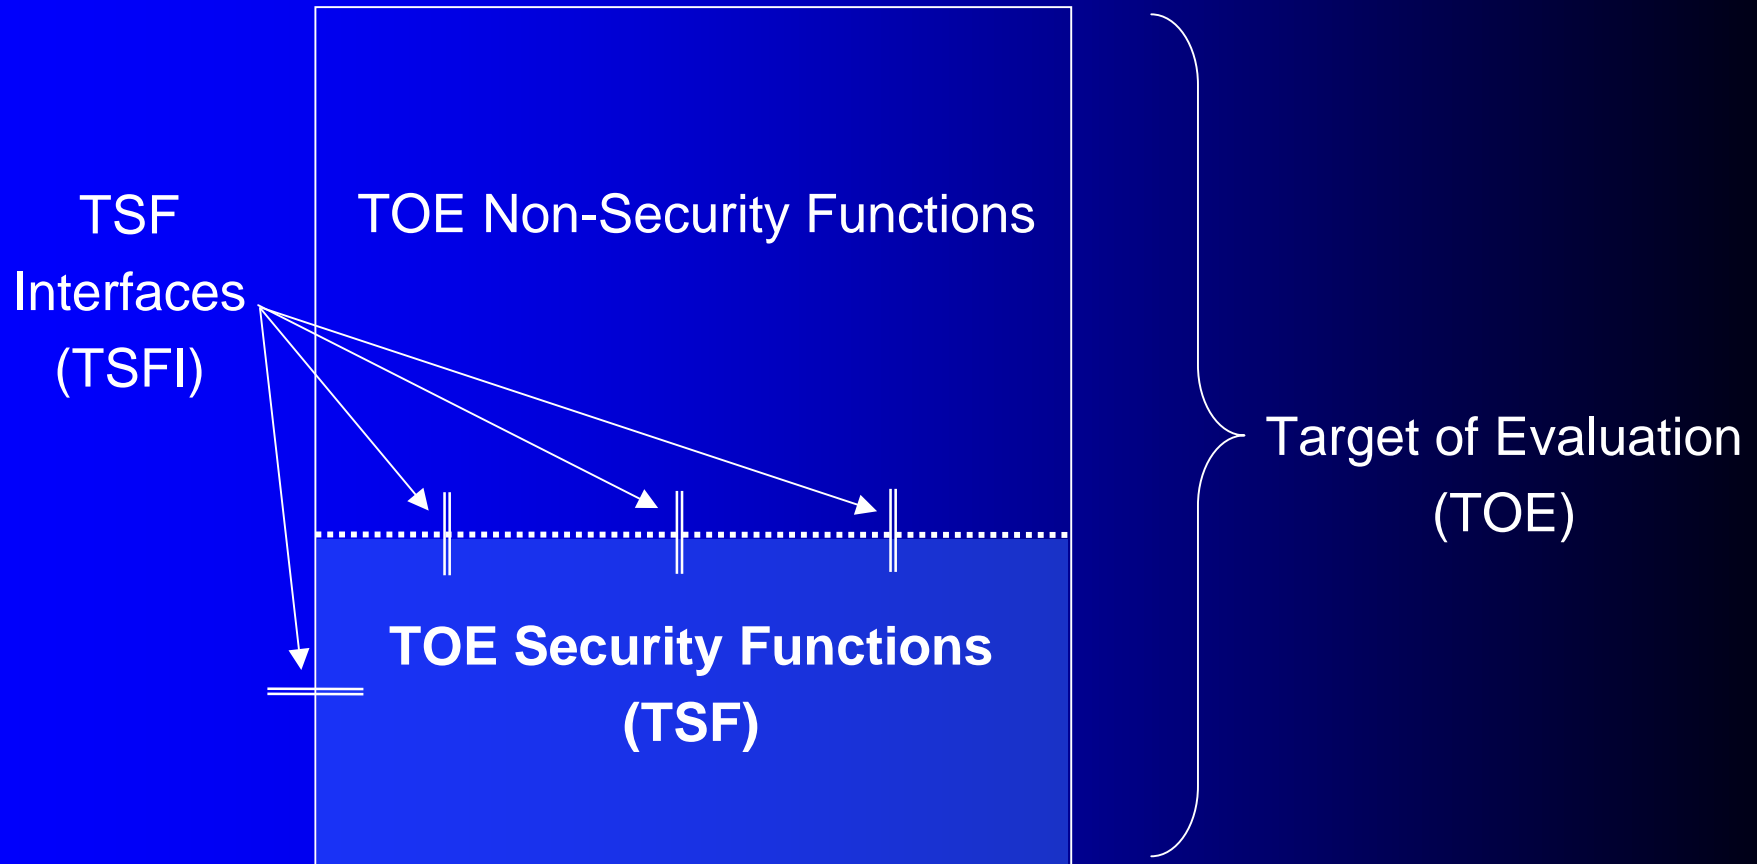 TSF
Interfaces
(TSFI)
TOE Non-Security Functions
TOE Security Functions
(TSF)
Target of Evaluation
(TOE)